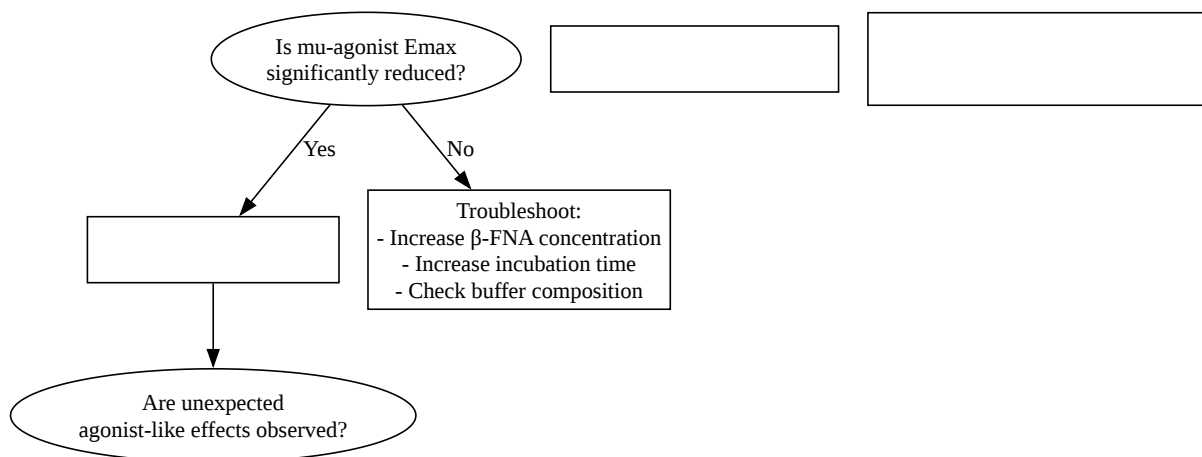 Is mu-agonist Emax
significantly reduced?
Yes
No
Troubleshoot:
- Increase β-FNA concentration
- Increase incubation time
- Check buffer composition
Are unexpected
agonist-like effects observed?